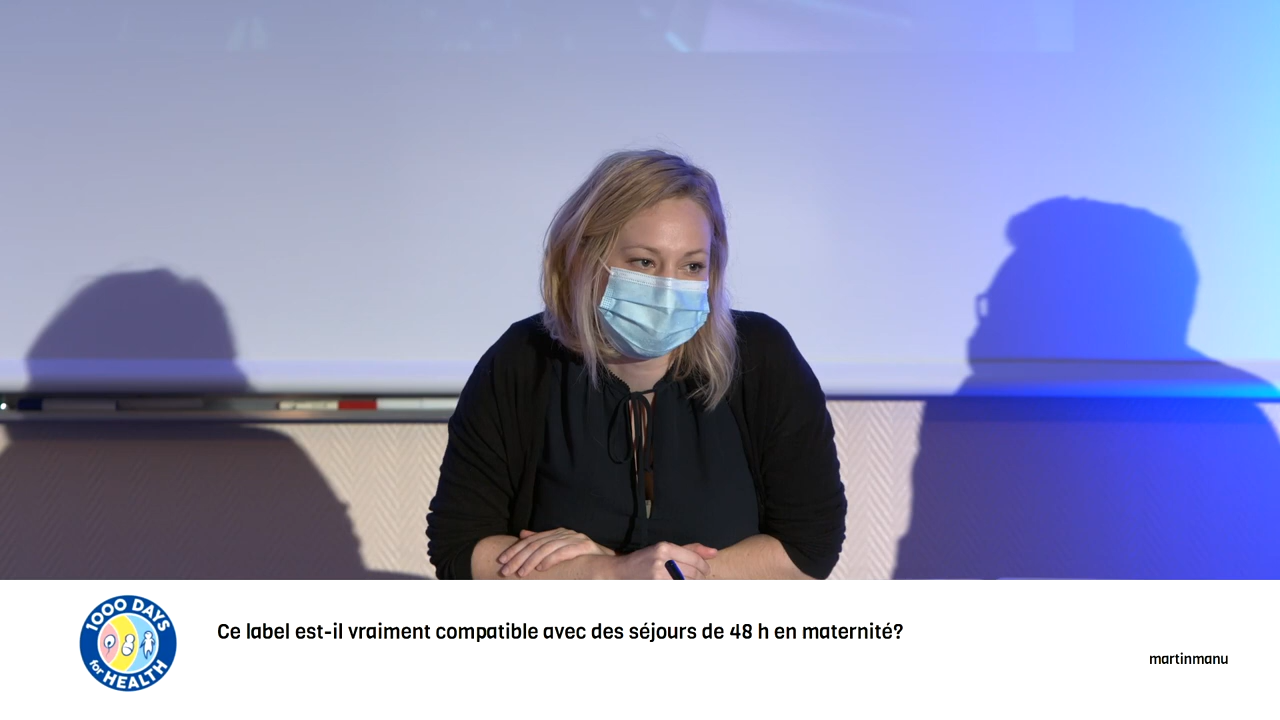 1000 DAYS
for HEALTH
Ce label est-il vraiment compatible avec des séjours de 48 h en maternité?
martinmanu